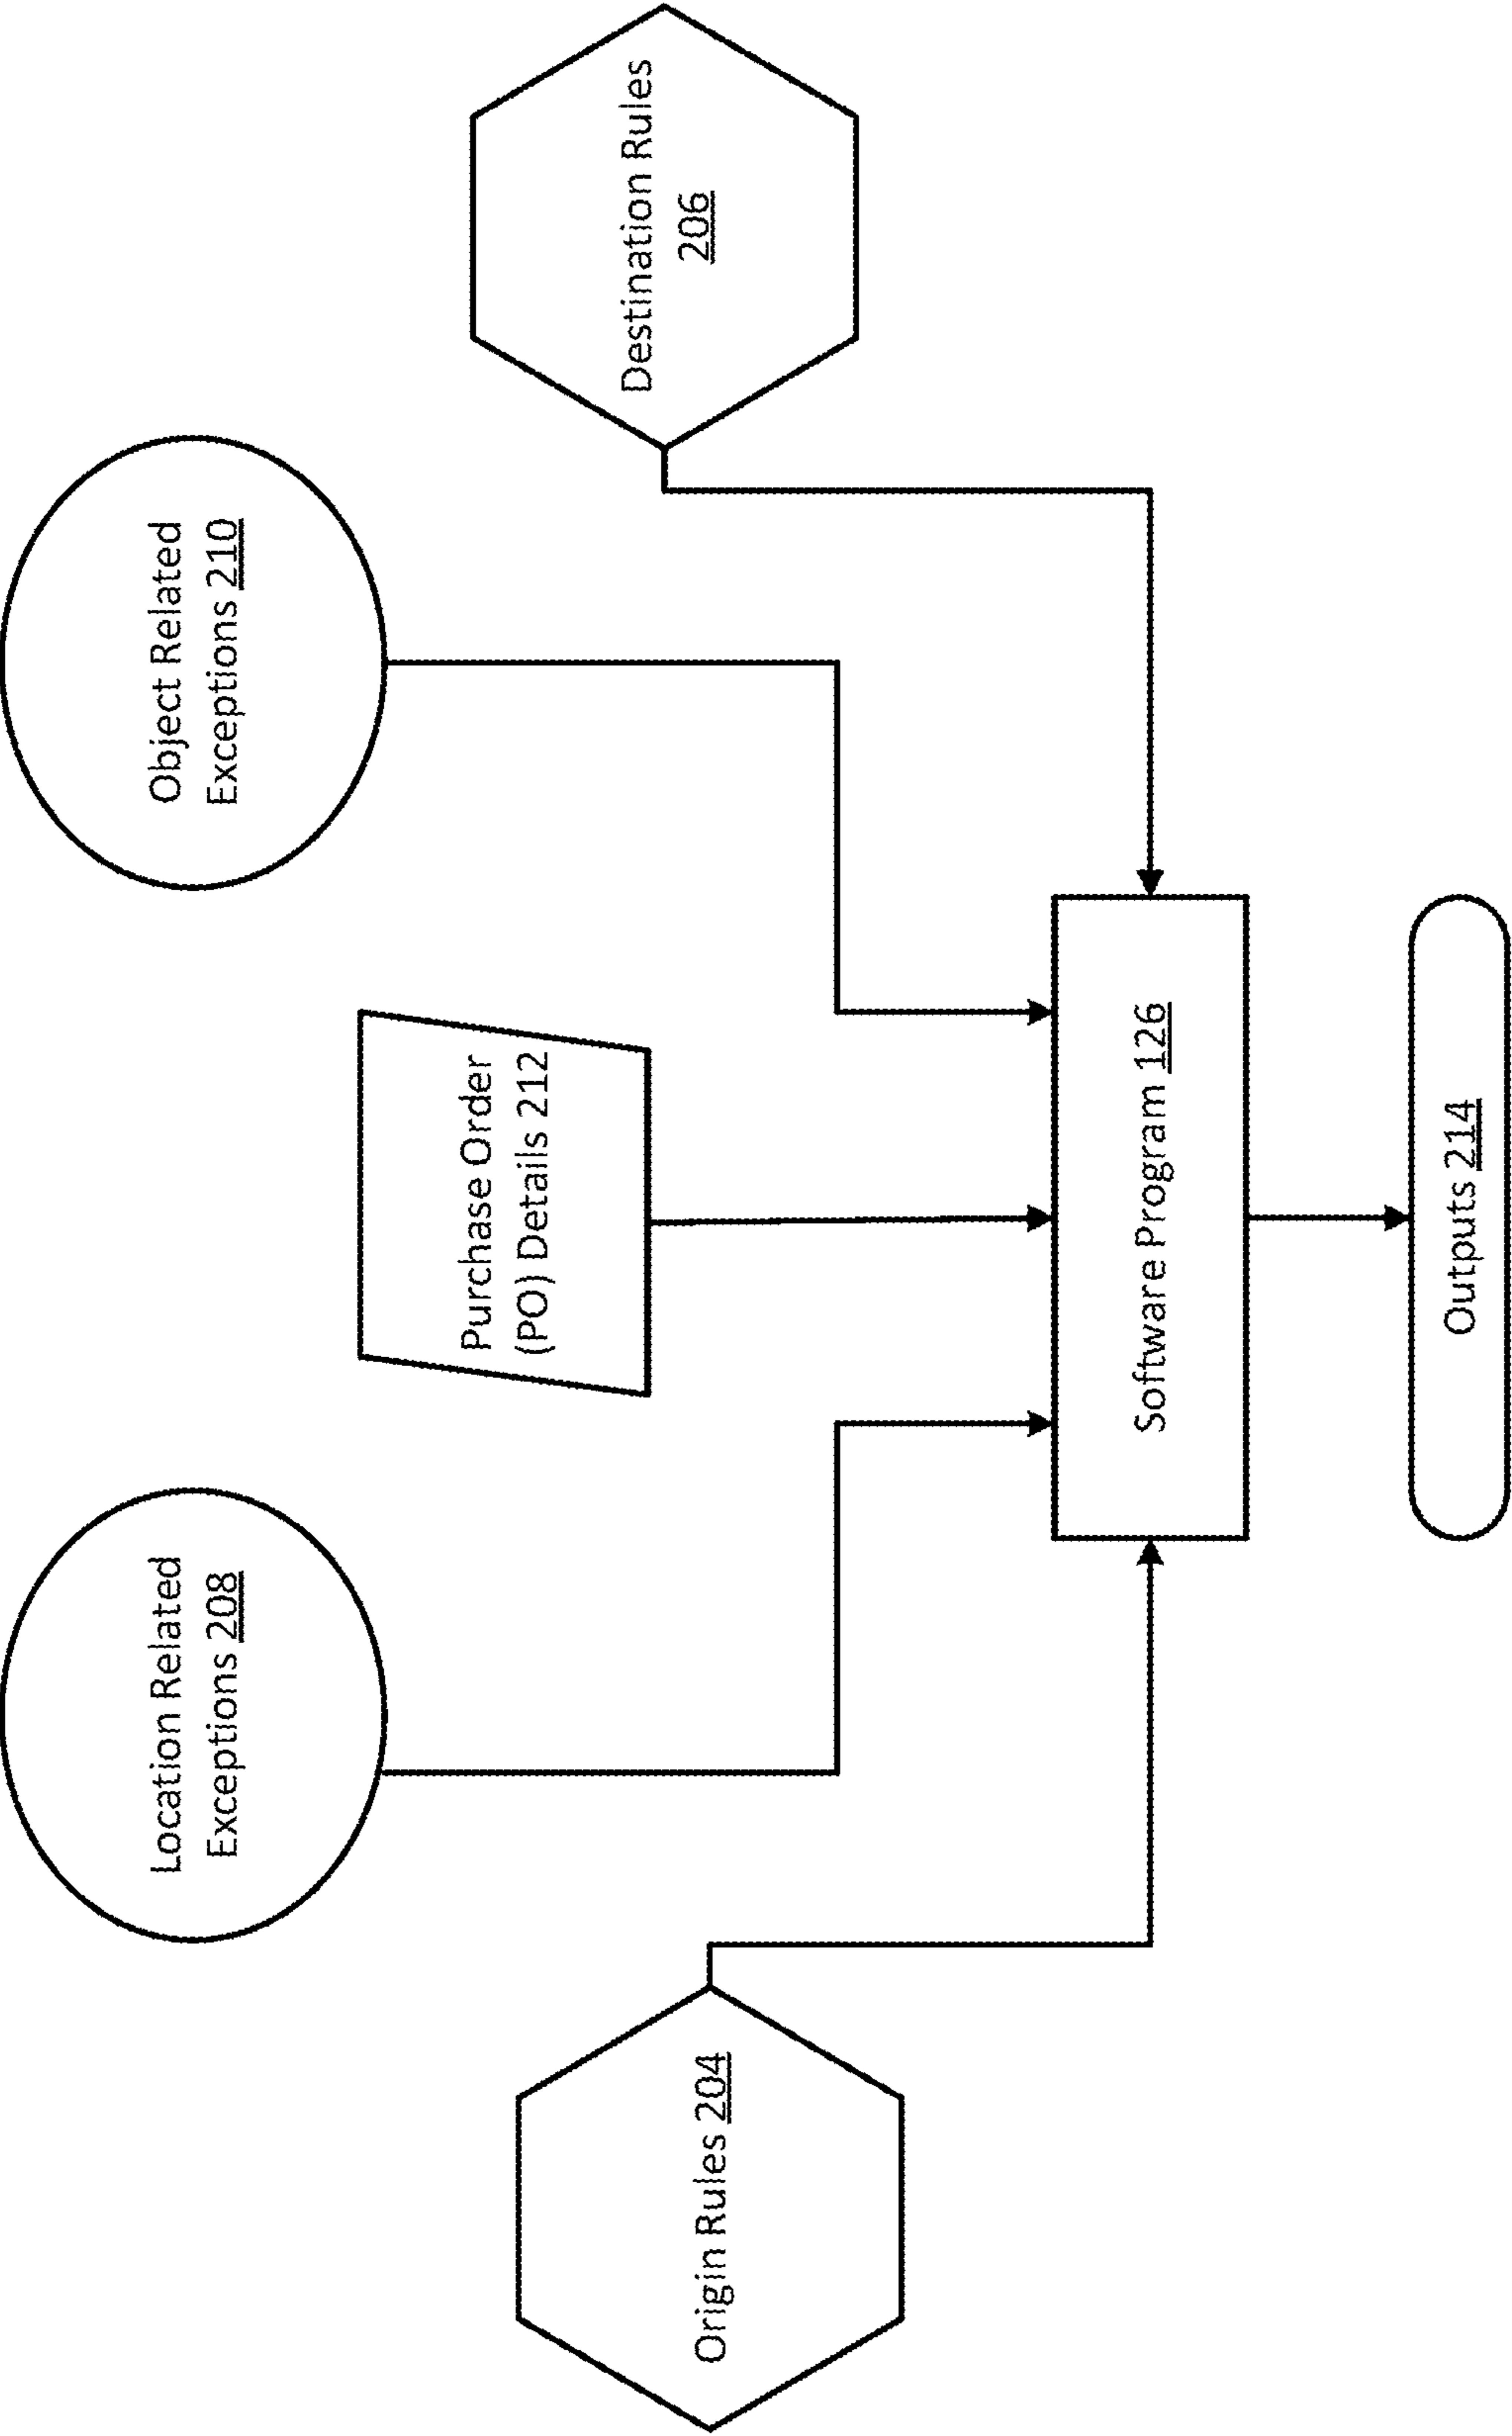 Location Related
Exceptions 208
Object Related
Exceptions 210
Purchase Order
(PO) Details 212
Origin Rules 204
Destination Rules
206
Software Program 126
Outputs 214